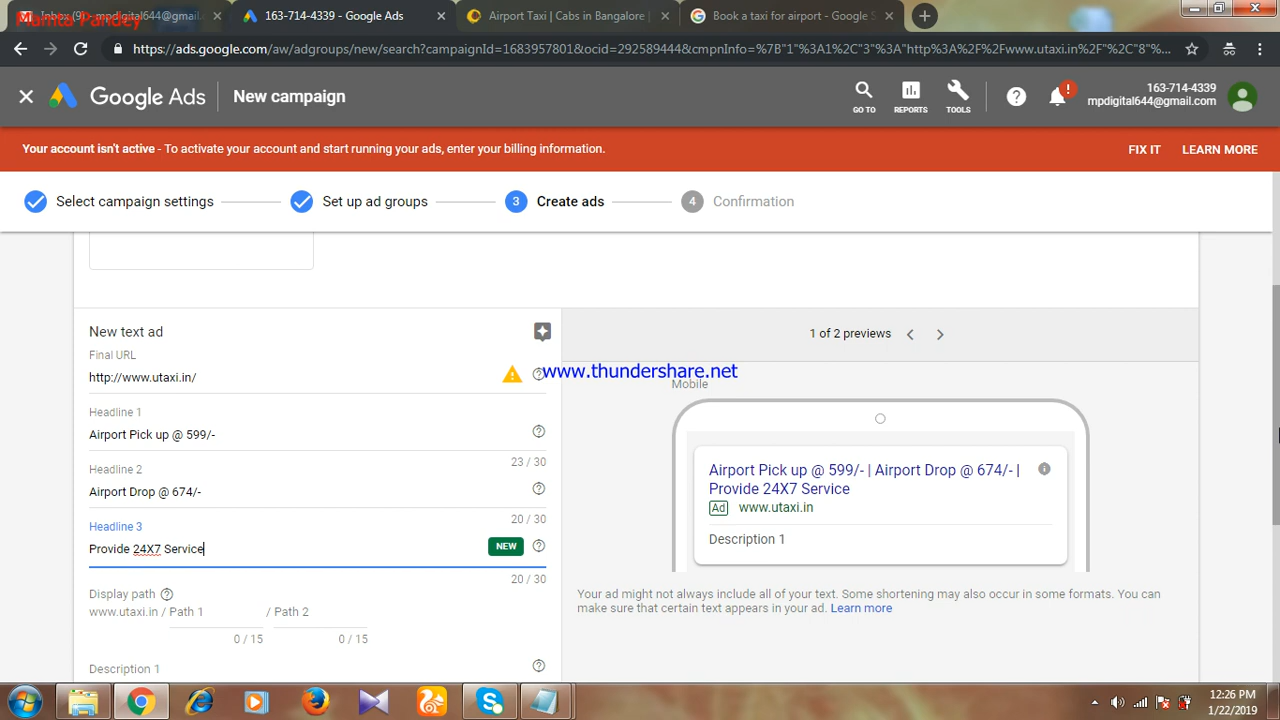 Inbox (9) - mpdigital644@gmail.
163-714-4339 - Google Ads
Airport Taxi | Cabs in Bangalore |
Book a taxi for airport - Google S
Mamta Pandey
https://ads.google.com/aw/adgroups/new/search?campaignId=1683957801&ocid=292589444&cmpnInfo=%7B"1"%3A1%2C"3"%3A"http%3A%2F%2Fwww.utaxi.in%2F"%2C"8"%...
Google Ads
New campaign
GO TO
REPORTS
TOOLS
163-714-4339
mpdigital644@gmail.com
Your account isn't active - To activate your account and start running your ads, enter your billing information.
FIX IT
LEARN MORE
Select campaign settings
Set up ad groups
3 Create ads
4 Confirmation
New text ad
Final URL
http://www.utaxi.in/
Headline 1
Airport Pick up @ 599/-
23 / 30
Headline 2
Airport Drop @ 674/-
20 / 30
Headline 3
Provide 24X7 Service
NEW
20 / 30
Display path
www.utaxi.in / Path 1 / Path 2
0 / 15 0 / 15
Description 1
1 of 2 previews
www.thundershare.net
Mobile
Airport Pick up @ 599/- | Airport Drop @ 674/- |
Provide 24X7 Service
Ad www.utaxi.in
Description 1
Your ad might not always include all of your text. Some shortening may also occur in some formats. You can
make sure that certain text appears in your ad. Learn more
12:26 PM
1/22/2019